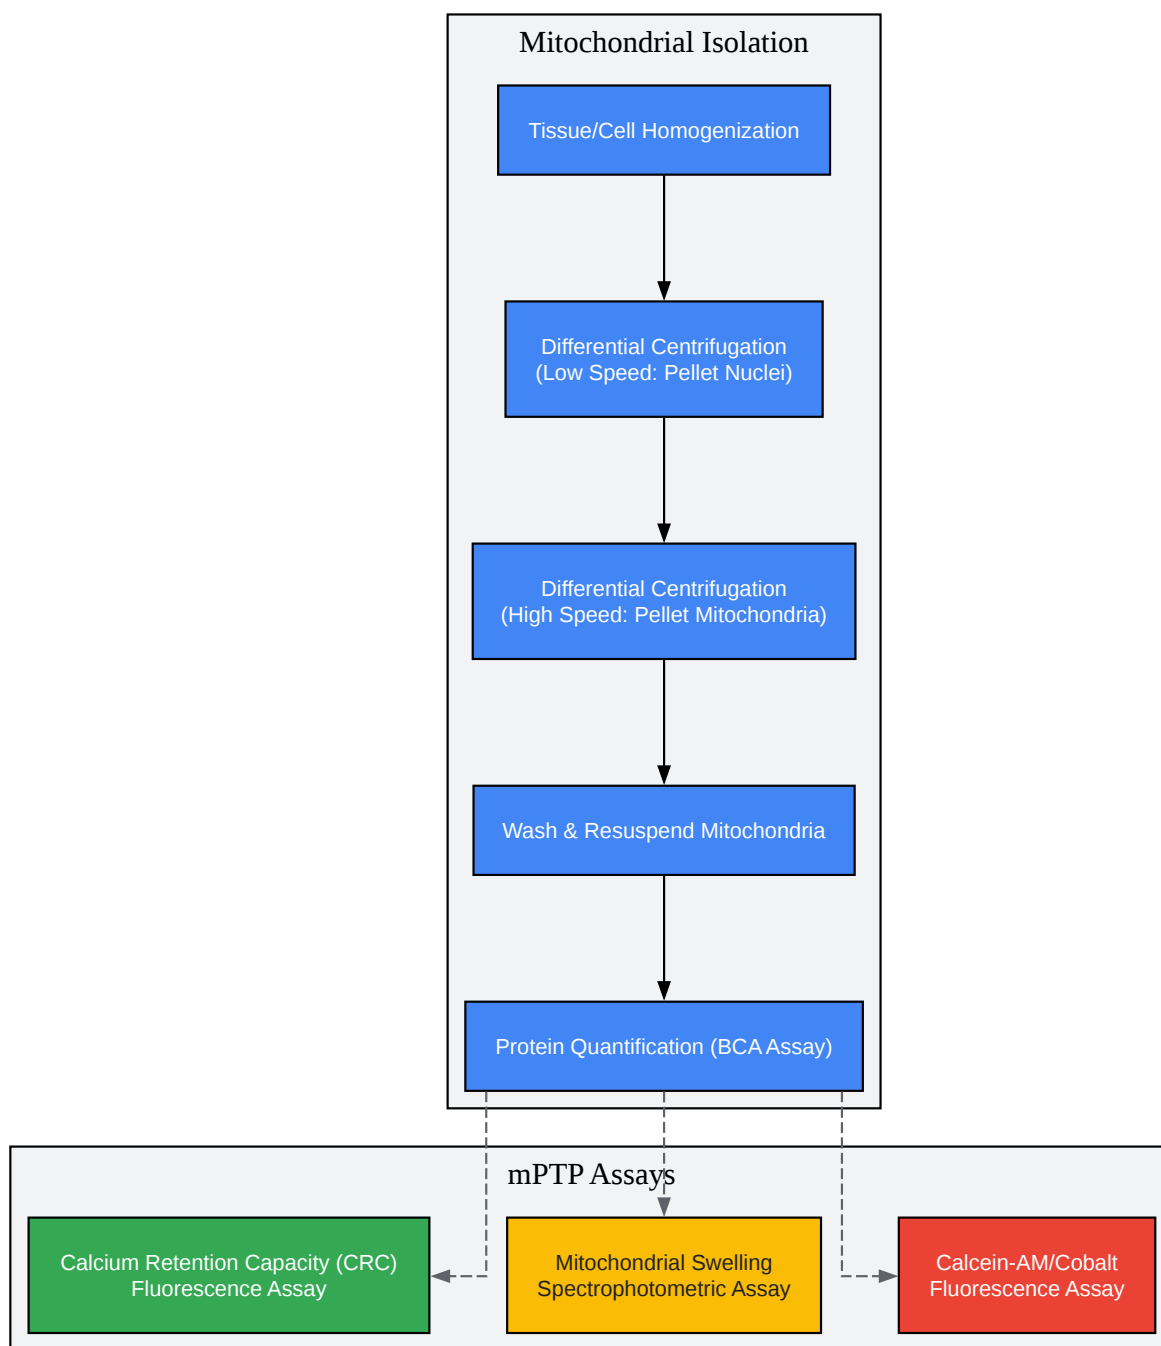 Mitochondrial Isolation
Tissue/Cell Homogenization
Differential Centrifugation
(Low Speed: Pellet Nuclei)
Differential Centrifugation
(High Speed: Pellet Mitochondria)
Wash & Resuspend Mitochondria
Protein Quantification (BCA Assay)
mPTP Assays
Calcium Retention Capacity (CRC)
Fluorescence Assay
Mitochondrial Swelling
Spectrophotometric Assay
Calcein-AM/Cobalt
Fluorescence Assay